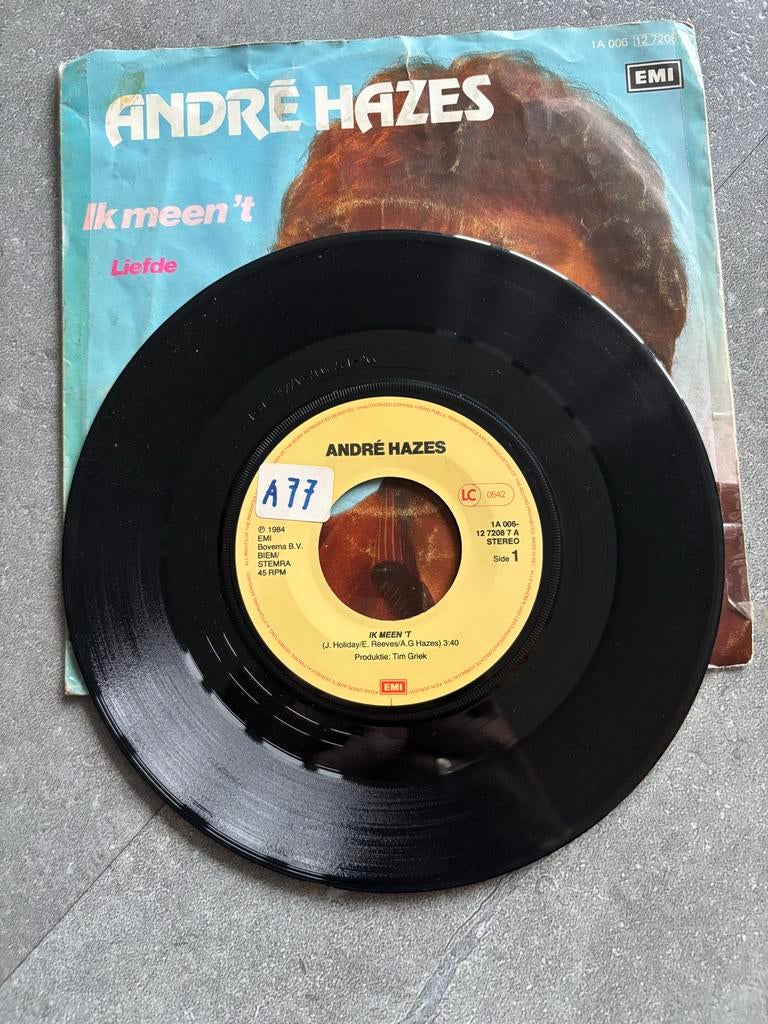 1A 006 12 7208
EMI
ANDRÉ HAZES
Ik meen 't
Liefde
ANDRÉ HAZES
A77
LC 0542
℗ 1984
EMI
Bovema B.V.
BIEM/
STEMRA
45 RPM
1A 006-
12 7208 7 A
STEREO
Side 1
IK MEEN 'T
(J. Holiday/E. Reeves/A.G Hazes) 3:40
Produktie: Tim Griek
EMI